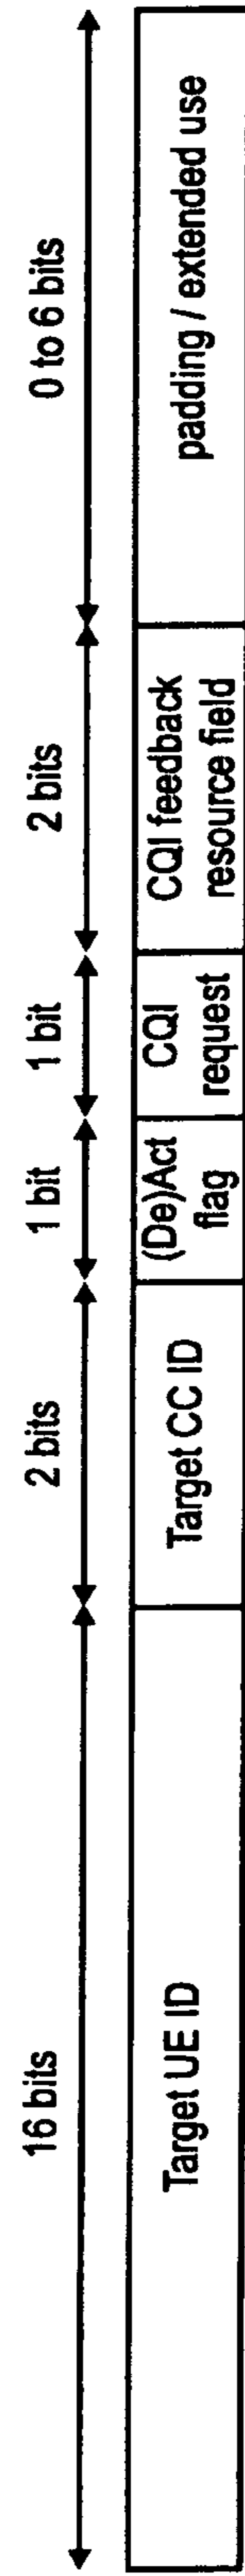 16 bits
2 bits
1 bit
1 bit
2 bits
0 to 6 bits
Target UE ID
Target CC ID
(De)Act
flag
CQI
request
CQI feedback
resource field
padding / extended use